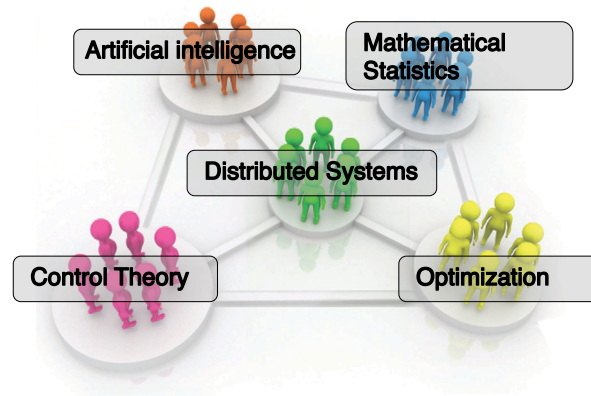 Artificial intelligence
Mathematical
Statistics
Distributed Systems
Control Theory
Optimization